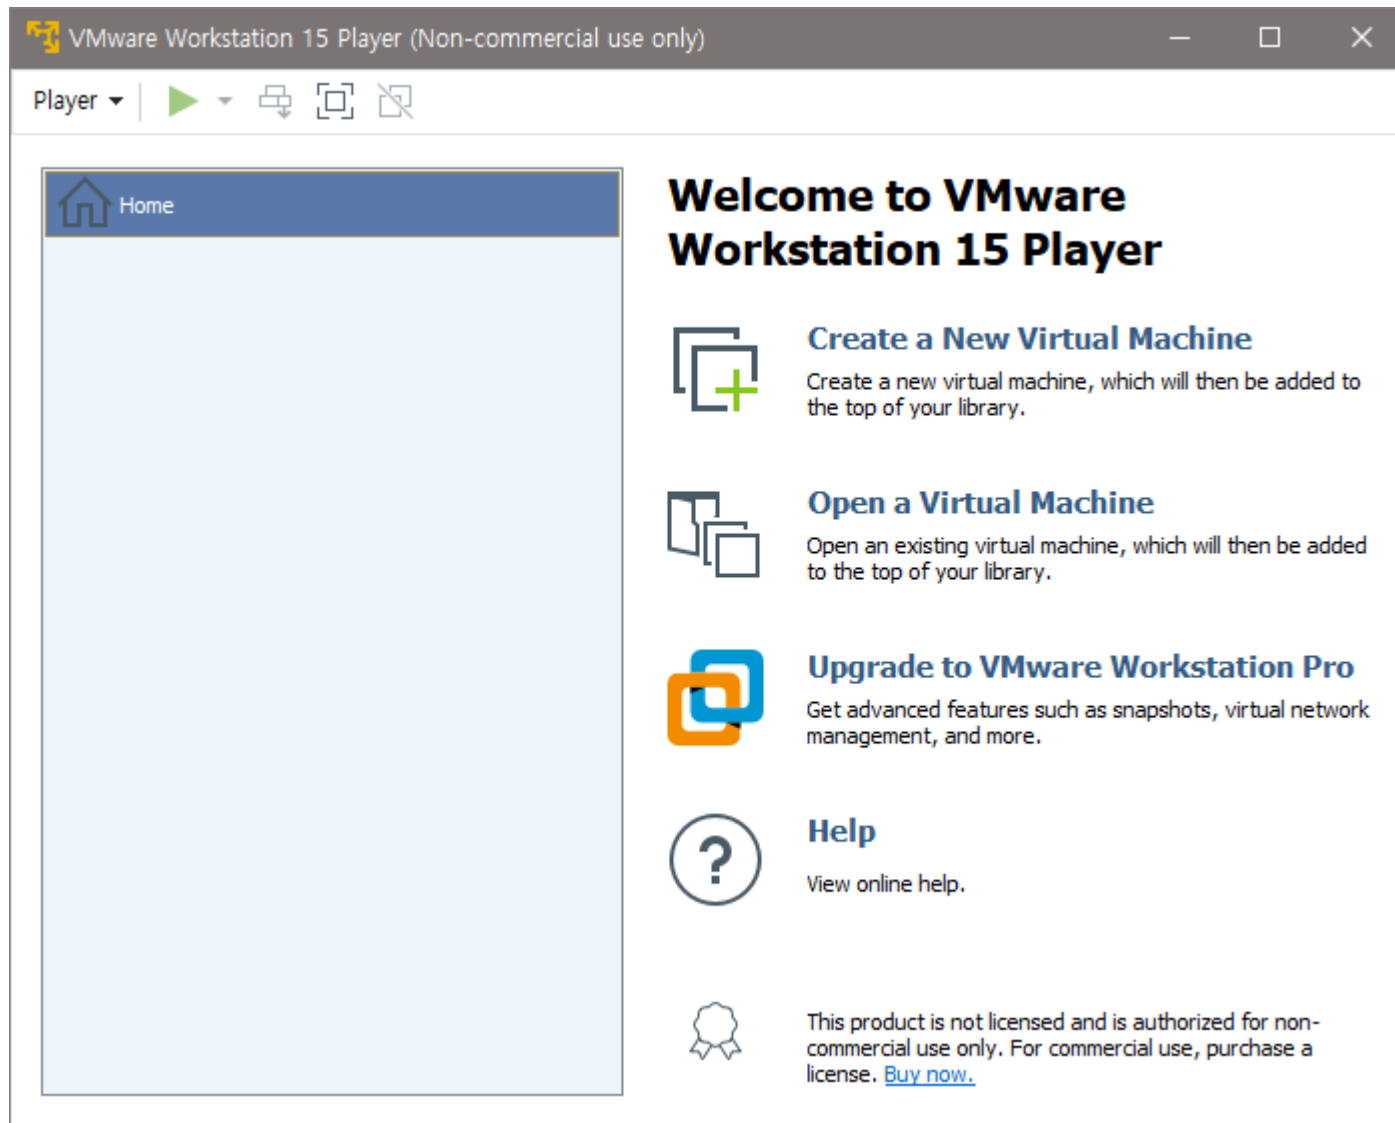 VMware Workstation 15 Player (Non-commercial use only)
Player
Home
Welcome to VMware
Workstation 15 Player
Create a New Virtual Machine
Create a new virtual machine, which will then be added to
the top of your library.
Open a Virtual Machine
Open an existing virtual machine, which will then be added
to the top of your library.
Upgrade to VMware Workstation Pro
Get advanced features such as snapshots, virtual network
management, and more.
Help
View online help.
This product is not licensed and is authorized for non-
commercial use only. For commercial use, purchase a
license. Buy now.